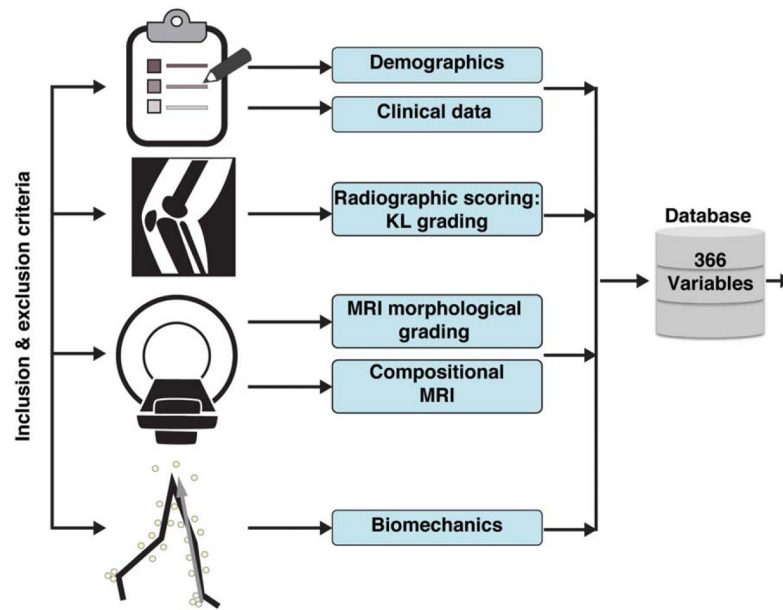 Inclusion & exclusion criteria
Demographics
Clinical data
Radiographic scoring:
KL grading
MRI morphological
grading
Compositional
MRI
Biomechanics
Database
366
Variables